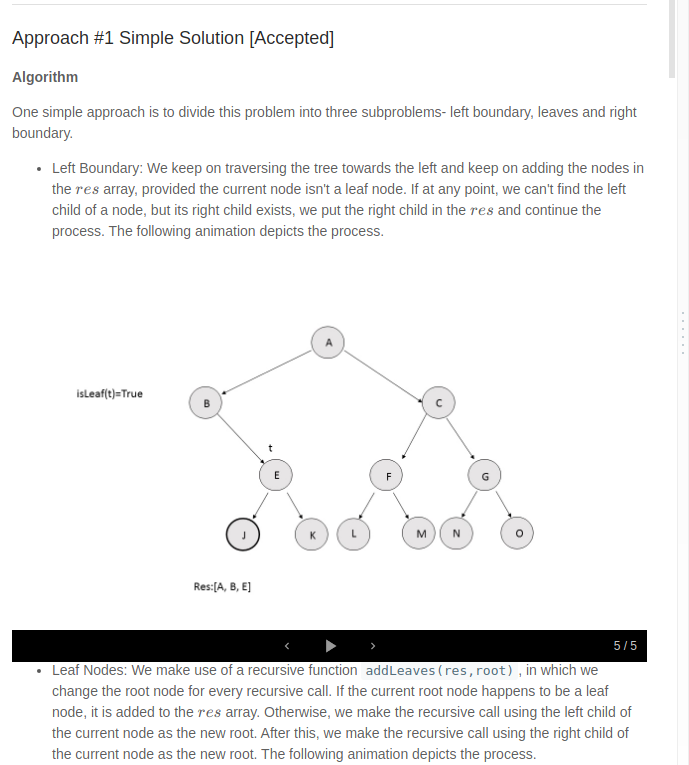 Approach #1 Simple Solution [Accepted]
Algorithm
One simple approach is to divide this problem into three subproblems- left boundary, leaves and right
boundary.
• Left Boundary: We keep on traversing the tree towards the left and keep on adding the nodes in
the res array, provided the current node isn't a leaf node. If at any point, we can't find the left
child of a node, but its right child exists, we put the right child in the res and continue the
process. The following animation depicts the process.
A
isLeaf(t)=True
B
C
t
E
F
G
J
K
L
M
N
O
Res:[A, B, E]
5 / 5
• Leaf Nodes: We make use of a recursive function addLeaves(res,root) , in which we
change the root node for every recursive call. If the current root node happens to be a leaf
node, it is added to the res array. Otherwise, we make the recursive call using the left child of
the current node as the new root. After this, we make the recursive call using the right child of
the current node as the new root. The following animation depicts the process.